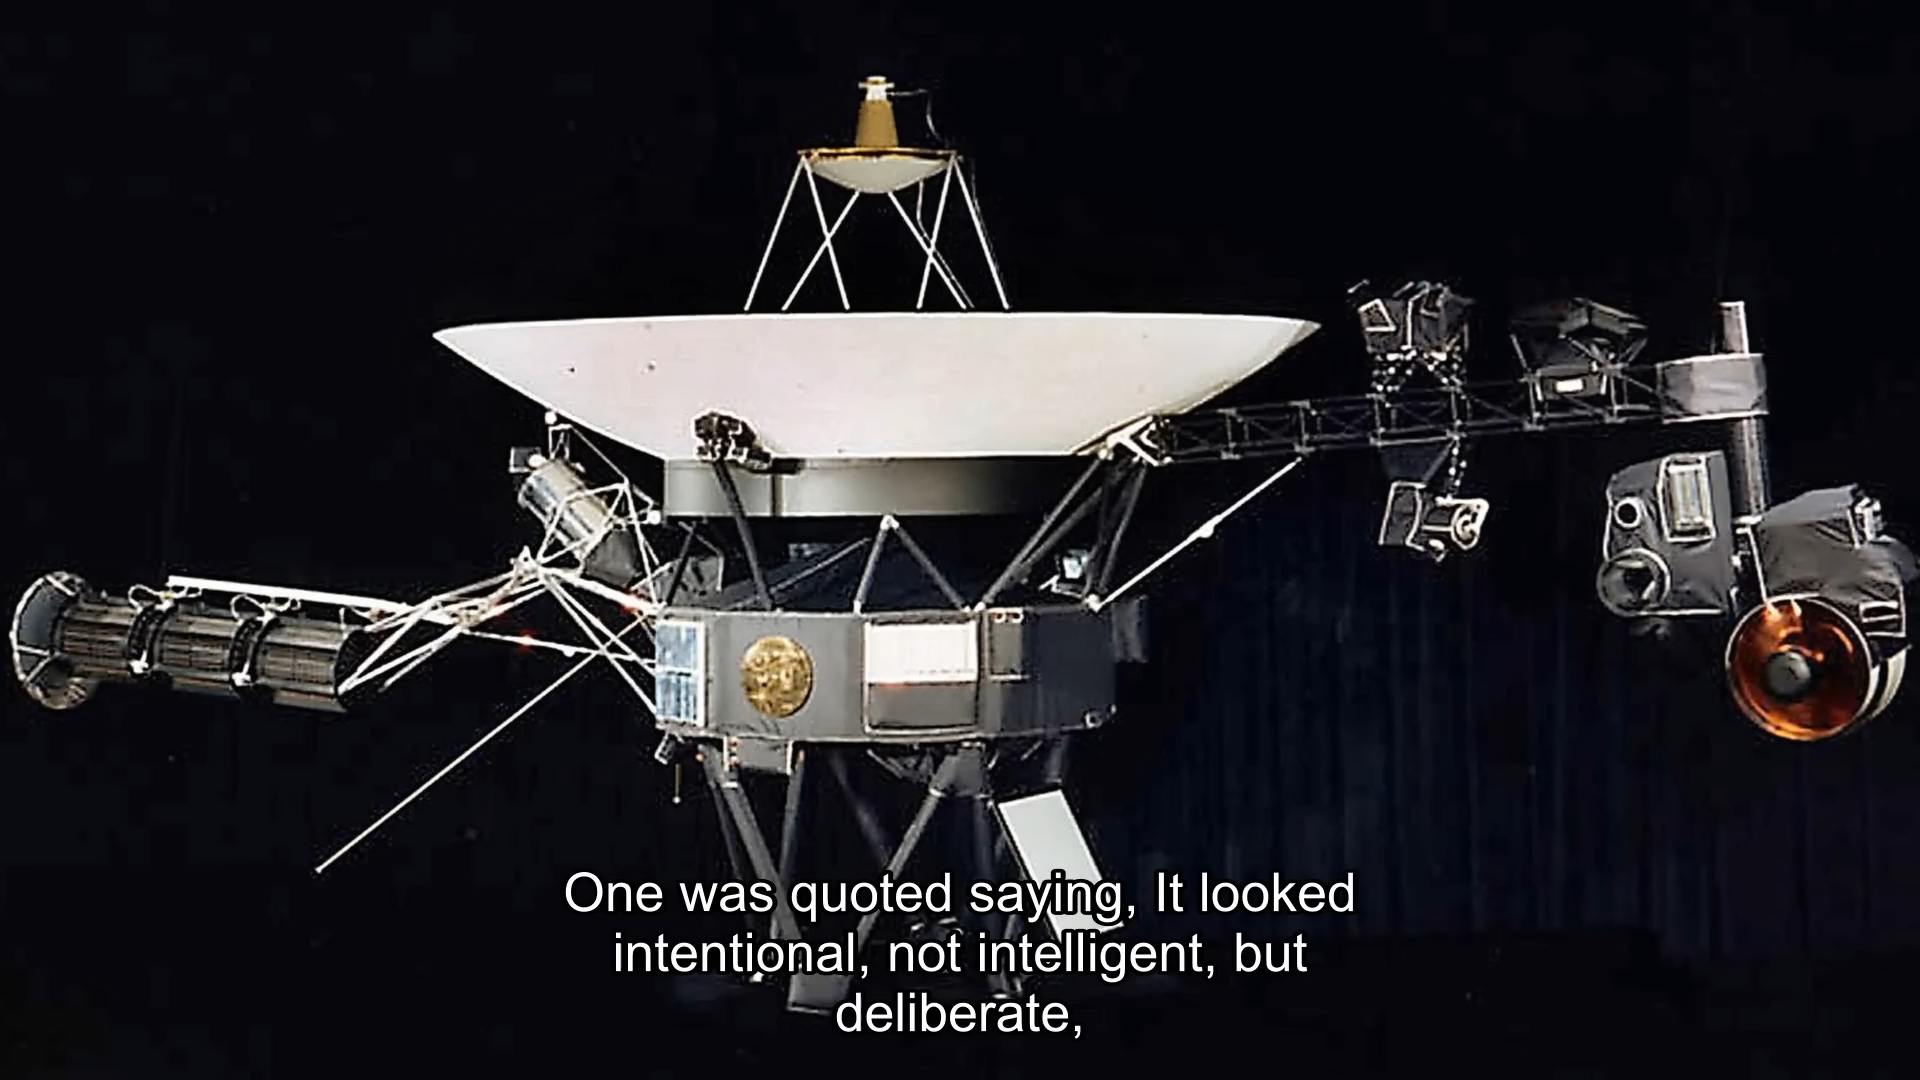 One was quoted saying, It looked
intentional, not intelligent, but
deliberate,